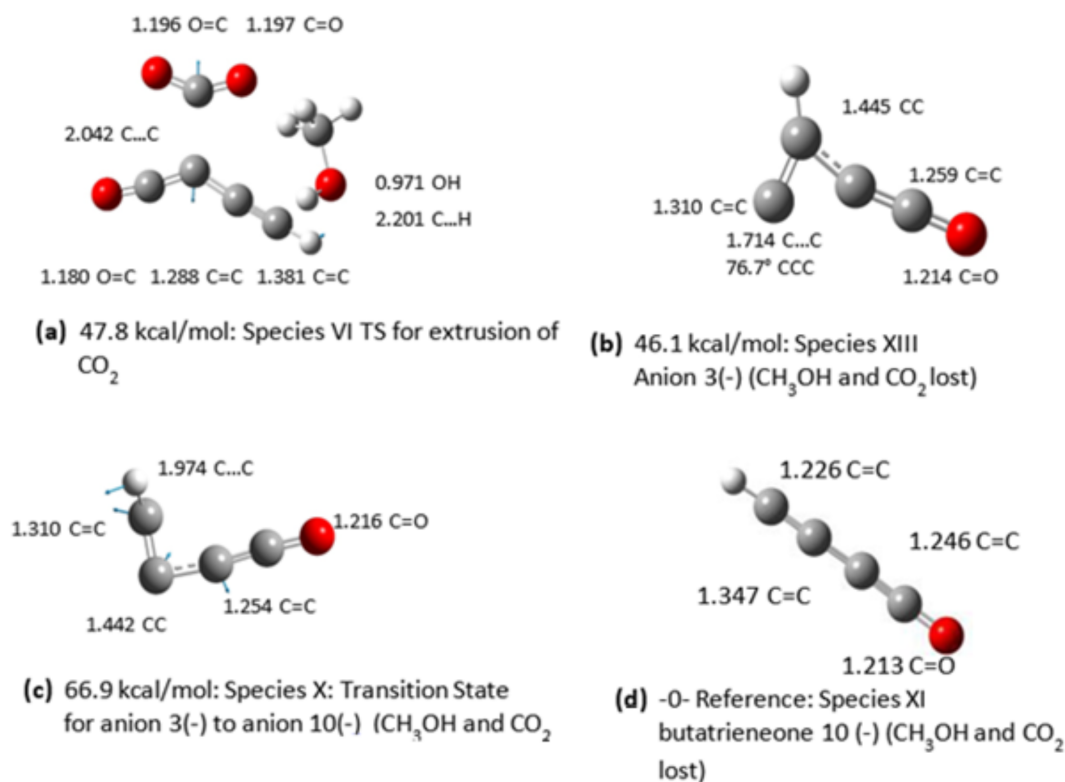 1.196 O=C 1.197 C=O
2.042 C...C
0.971 OH
2.201 C...H
1.180 O=C 1.288 C=C 1.381 C=C
(a) 47.8 kcal/mol: Species VI TS for extrusion of
CO2
1.445 CC
1.259 C=C
1.310 C=C
1.714 C...C
76.7° CCC
1.214 C=O
(b) 46.1 kcal/mol: Species XIII
Anion 3(-) (CH3OH and CO2 lost)
1.974 C...C
1.310 C=C
1.216 C=O
1.254 C=C
1.442 CC
(c) 66.9 kcal/mol: Species X: Transition State
for anion 3(-) to anion 10(-) (CH3OH and CO2
1.226 C=C
1.246 C=C
1.347 C=C
1.213 C=O
(d) -0- Reference: Species XI
butatrieneone 10 (-) (CH3OH and CO2
lost)